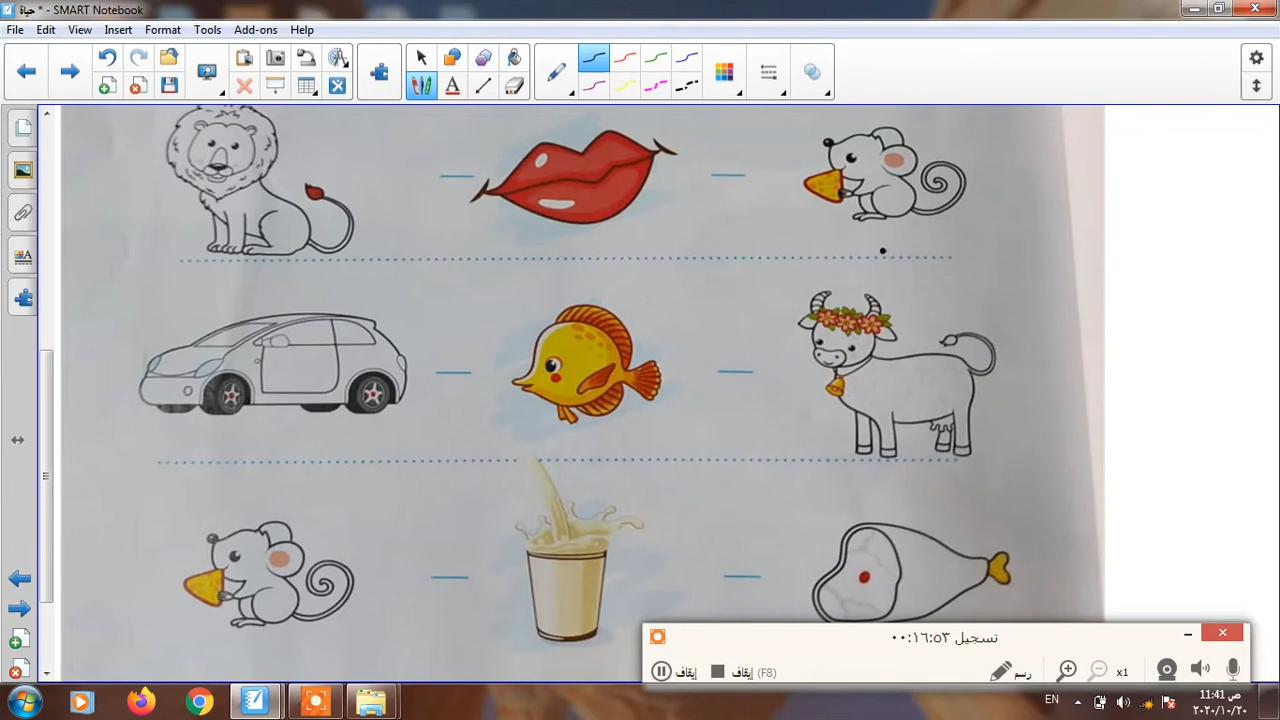 حياة * - SMART Notebook
File Edit View Insert Format Tools Add-ons Help
تسجيل ٠٠:١٦:٥٣
إيقاف إيقاف (F8) رسم x1
EN ص 11:41
٢٠٢٠/١٠/٢٠